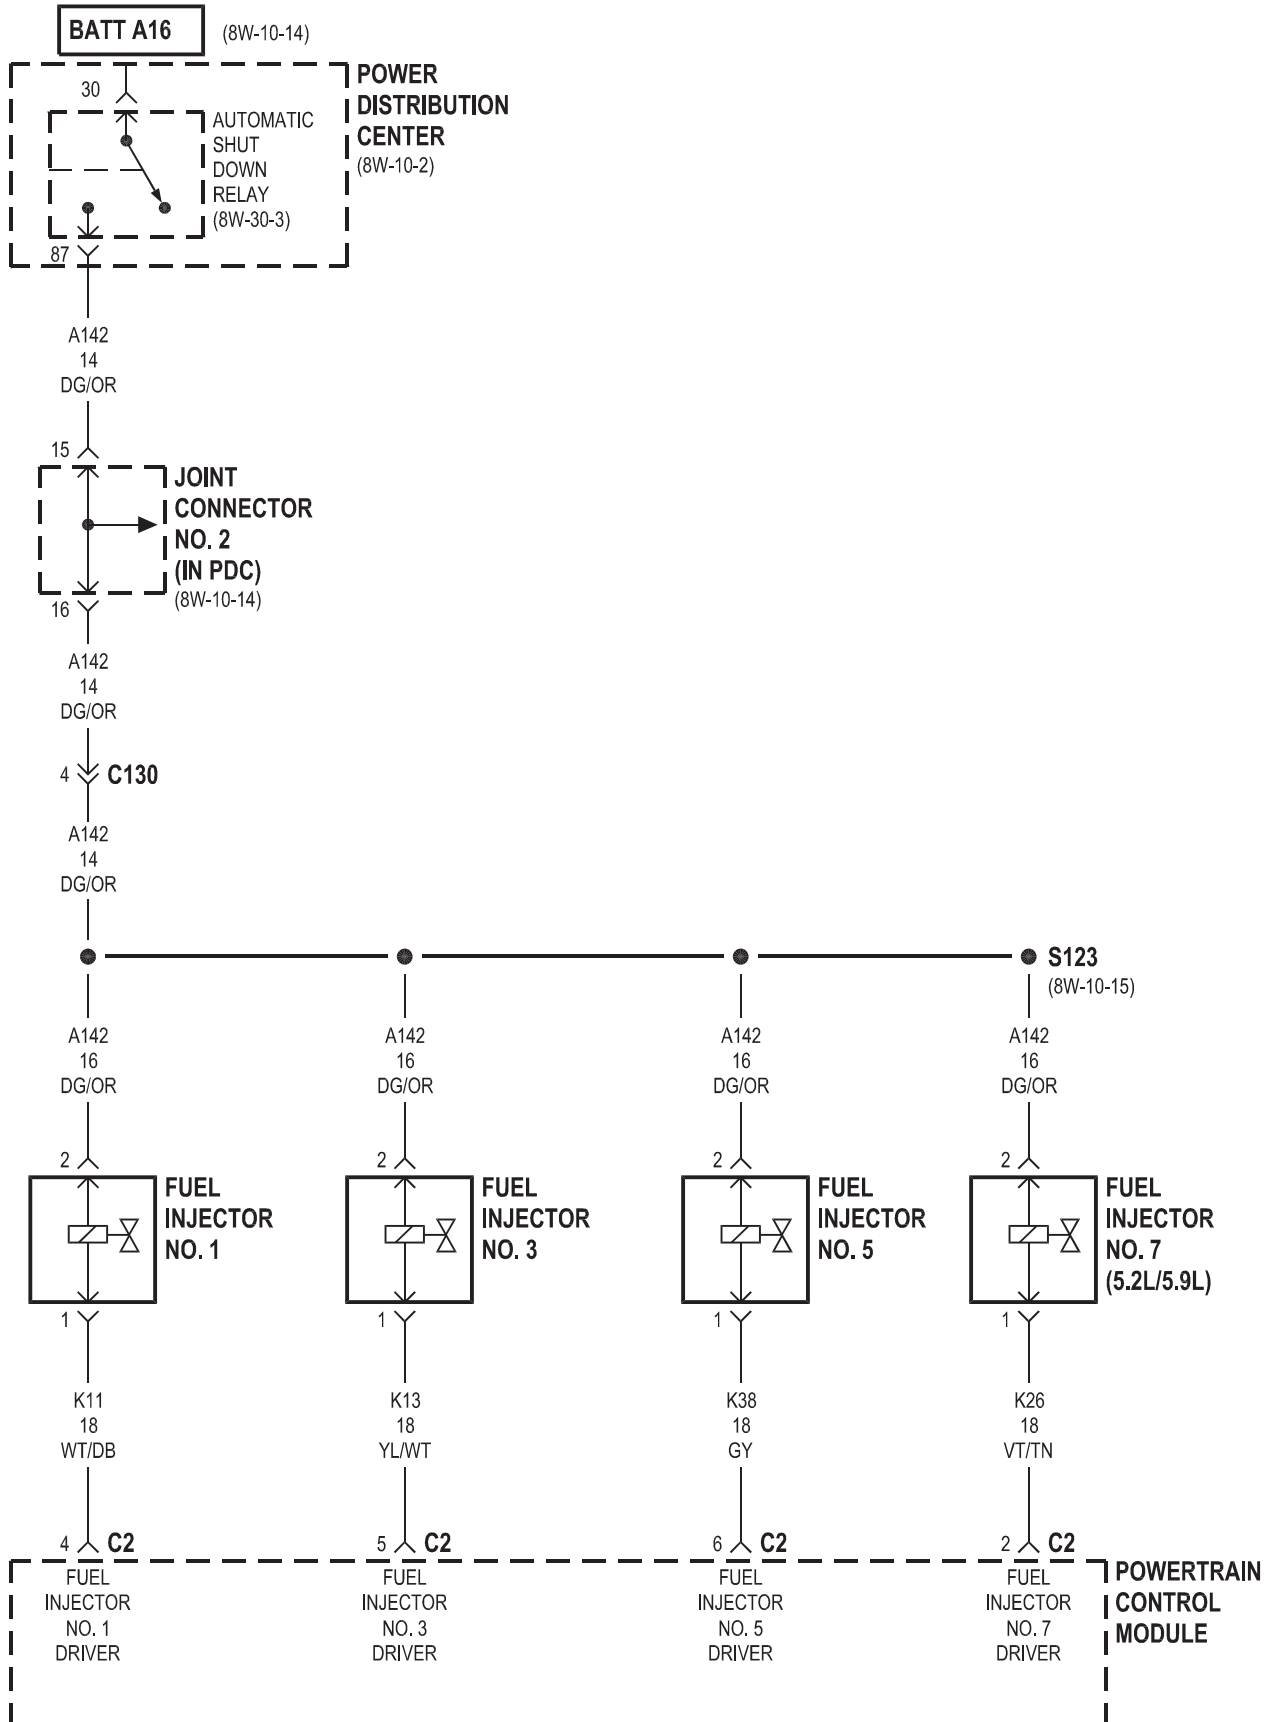 BATT A16 (8W-10-14)
30
POWER
DISTRIBUTION
CENTER
(8W-10-2)
AUTOMATIC
SHUT
DOWN
RELAY
(8W-30-3)
87
A142
14
DG/OR
15
JOINT
CONNECTOR
NO. 2
(IN PDC)
(8W-10-14)
16
A142
14
DG/OR
4 C130
A142
14
DG/OR
S123
(8W-10-15)
A142 A142 A142 A142
16 16 16 16
DG/OR DG/OR DG/OR DG/OR
2 2 2 2
FUEL FUEL FUEL FUEL
INJECTOR INJECTOR INJECTOR INJECTOR
NO. 1 NO. 3 NO. 5 NO. 7
(5.2L/5.9L)
1 1 1 1
K11 K13 K38 K26
18 18 18 18
WT/DB YL/WT GY VT/TN
4 C2 5 C2 6 C2 2 C2
FUEL FUEL FUEL FUEL
INJECTOR INJECTOR INJECTOR INJECTOR
NO. 1 NO. 3 NO. 5 NO. 7
DRIVER DRIVER DRIVER DRIVER
POWERTRAIN
CONTROL
MODULE